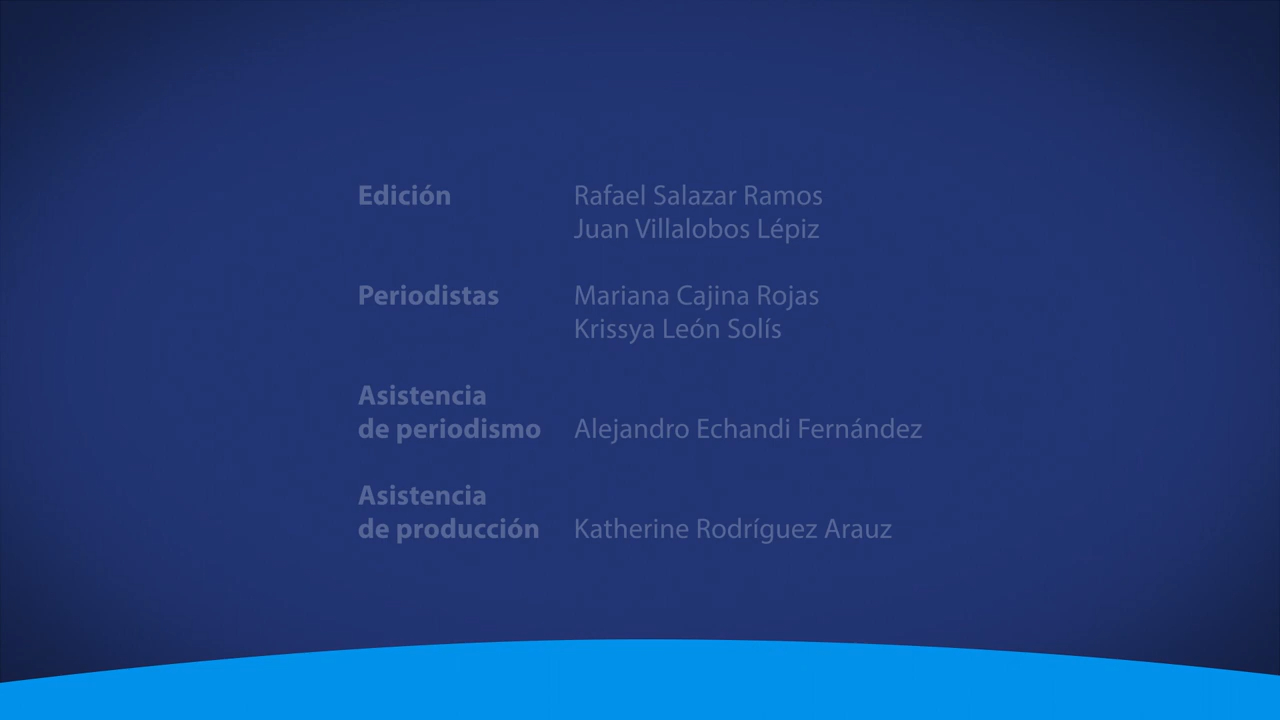 Edición Rafael Salazar Ramos
Juan Villalobos Lépiz
Periodistas Mariana Cajina Rojas
Krissya León Solís
Asistencia
de periodismo Alejandro Echandi Fernández
Asistencia
de producción Katherine Rodríguez Arauz